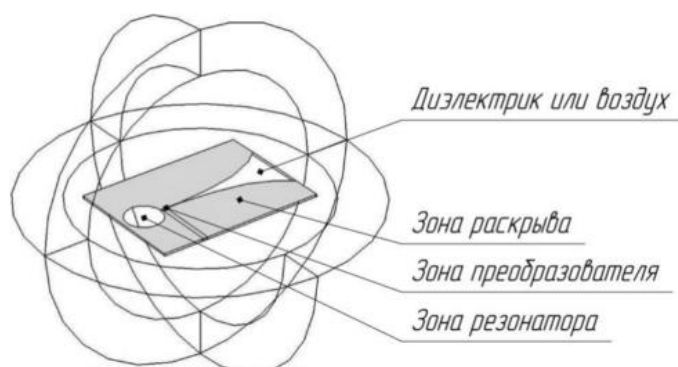 Диэлектрик или воздух
Зона раскрыва
Зона преобразователя
Зона резонатора